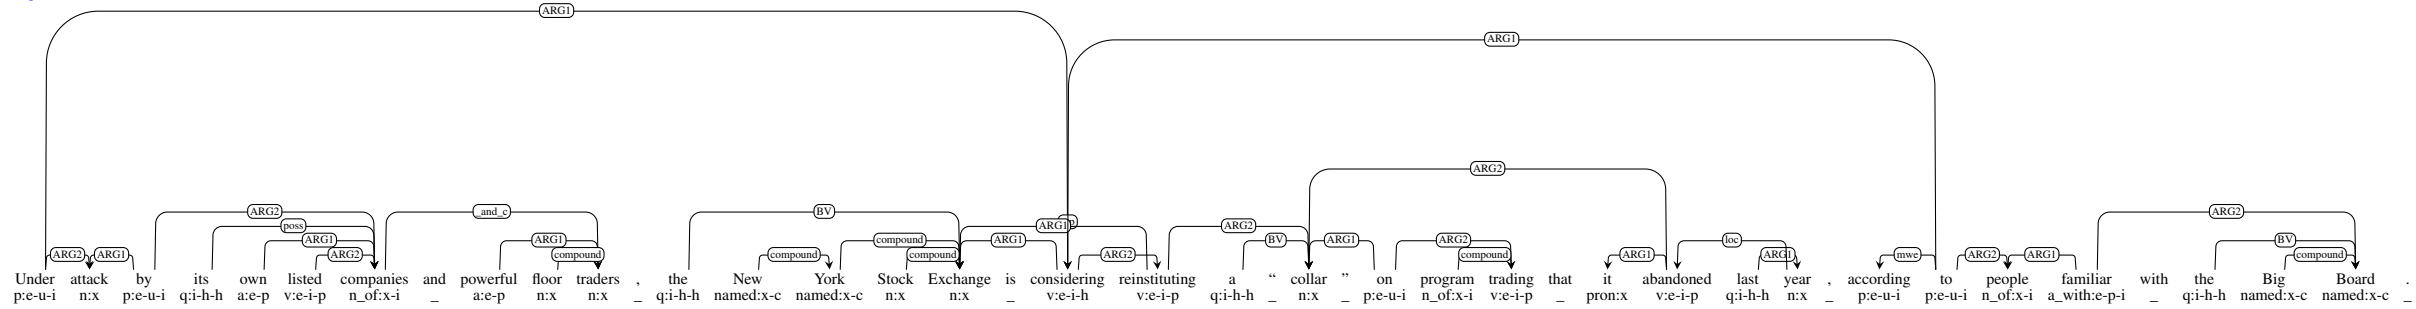 ARG1
ARG1
ARG2
ARG2 _and_c BV
poss ARG1 ARG2
ARG1 ARG1 compound ARG1 BV ARG1 ARG2 ARG1 loc BV
ARG2 ARG1 ARG2 compound compound compound ARG2 compound ARG1 mwe ARG2 ARG1 compound
ARG2
Under attack by its own listed companies and powerful floor traders , the New York Stock Exchange is considering reinstituting a “ collar ” on program trading that it abandoned last year , according to people familiar with the Big Board .
p:e-u-i n:x p:e-u-i q:i-h-h a:e-p v:e-i-p n_of:x-i _ a:e-p n:x n:x _ q:i-h-h named:x-c named:x-c n:x n:x _ v:e-i-h v:e-i-p q:i-h-h _ n:x _ p:e-u-i n_of:x-i v:e-i-p _ pron:x v:e-i-p q:i-h-h n:x _ p:e-u-i p:e-u-i n_of:x-i a_with:e-p-i _ q:i-h-h named:x-c named:x-c _